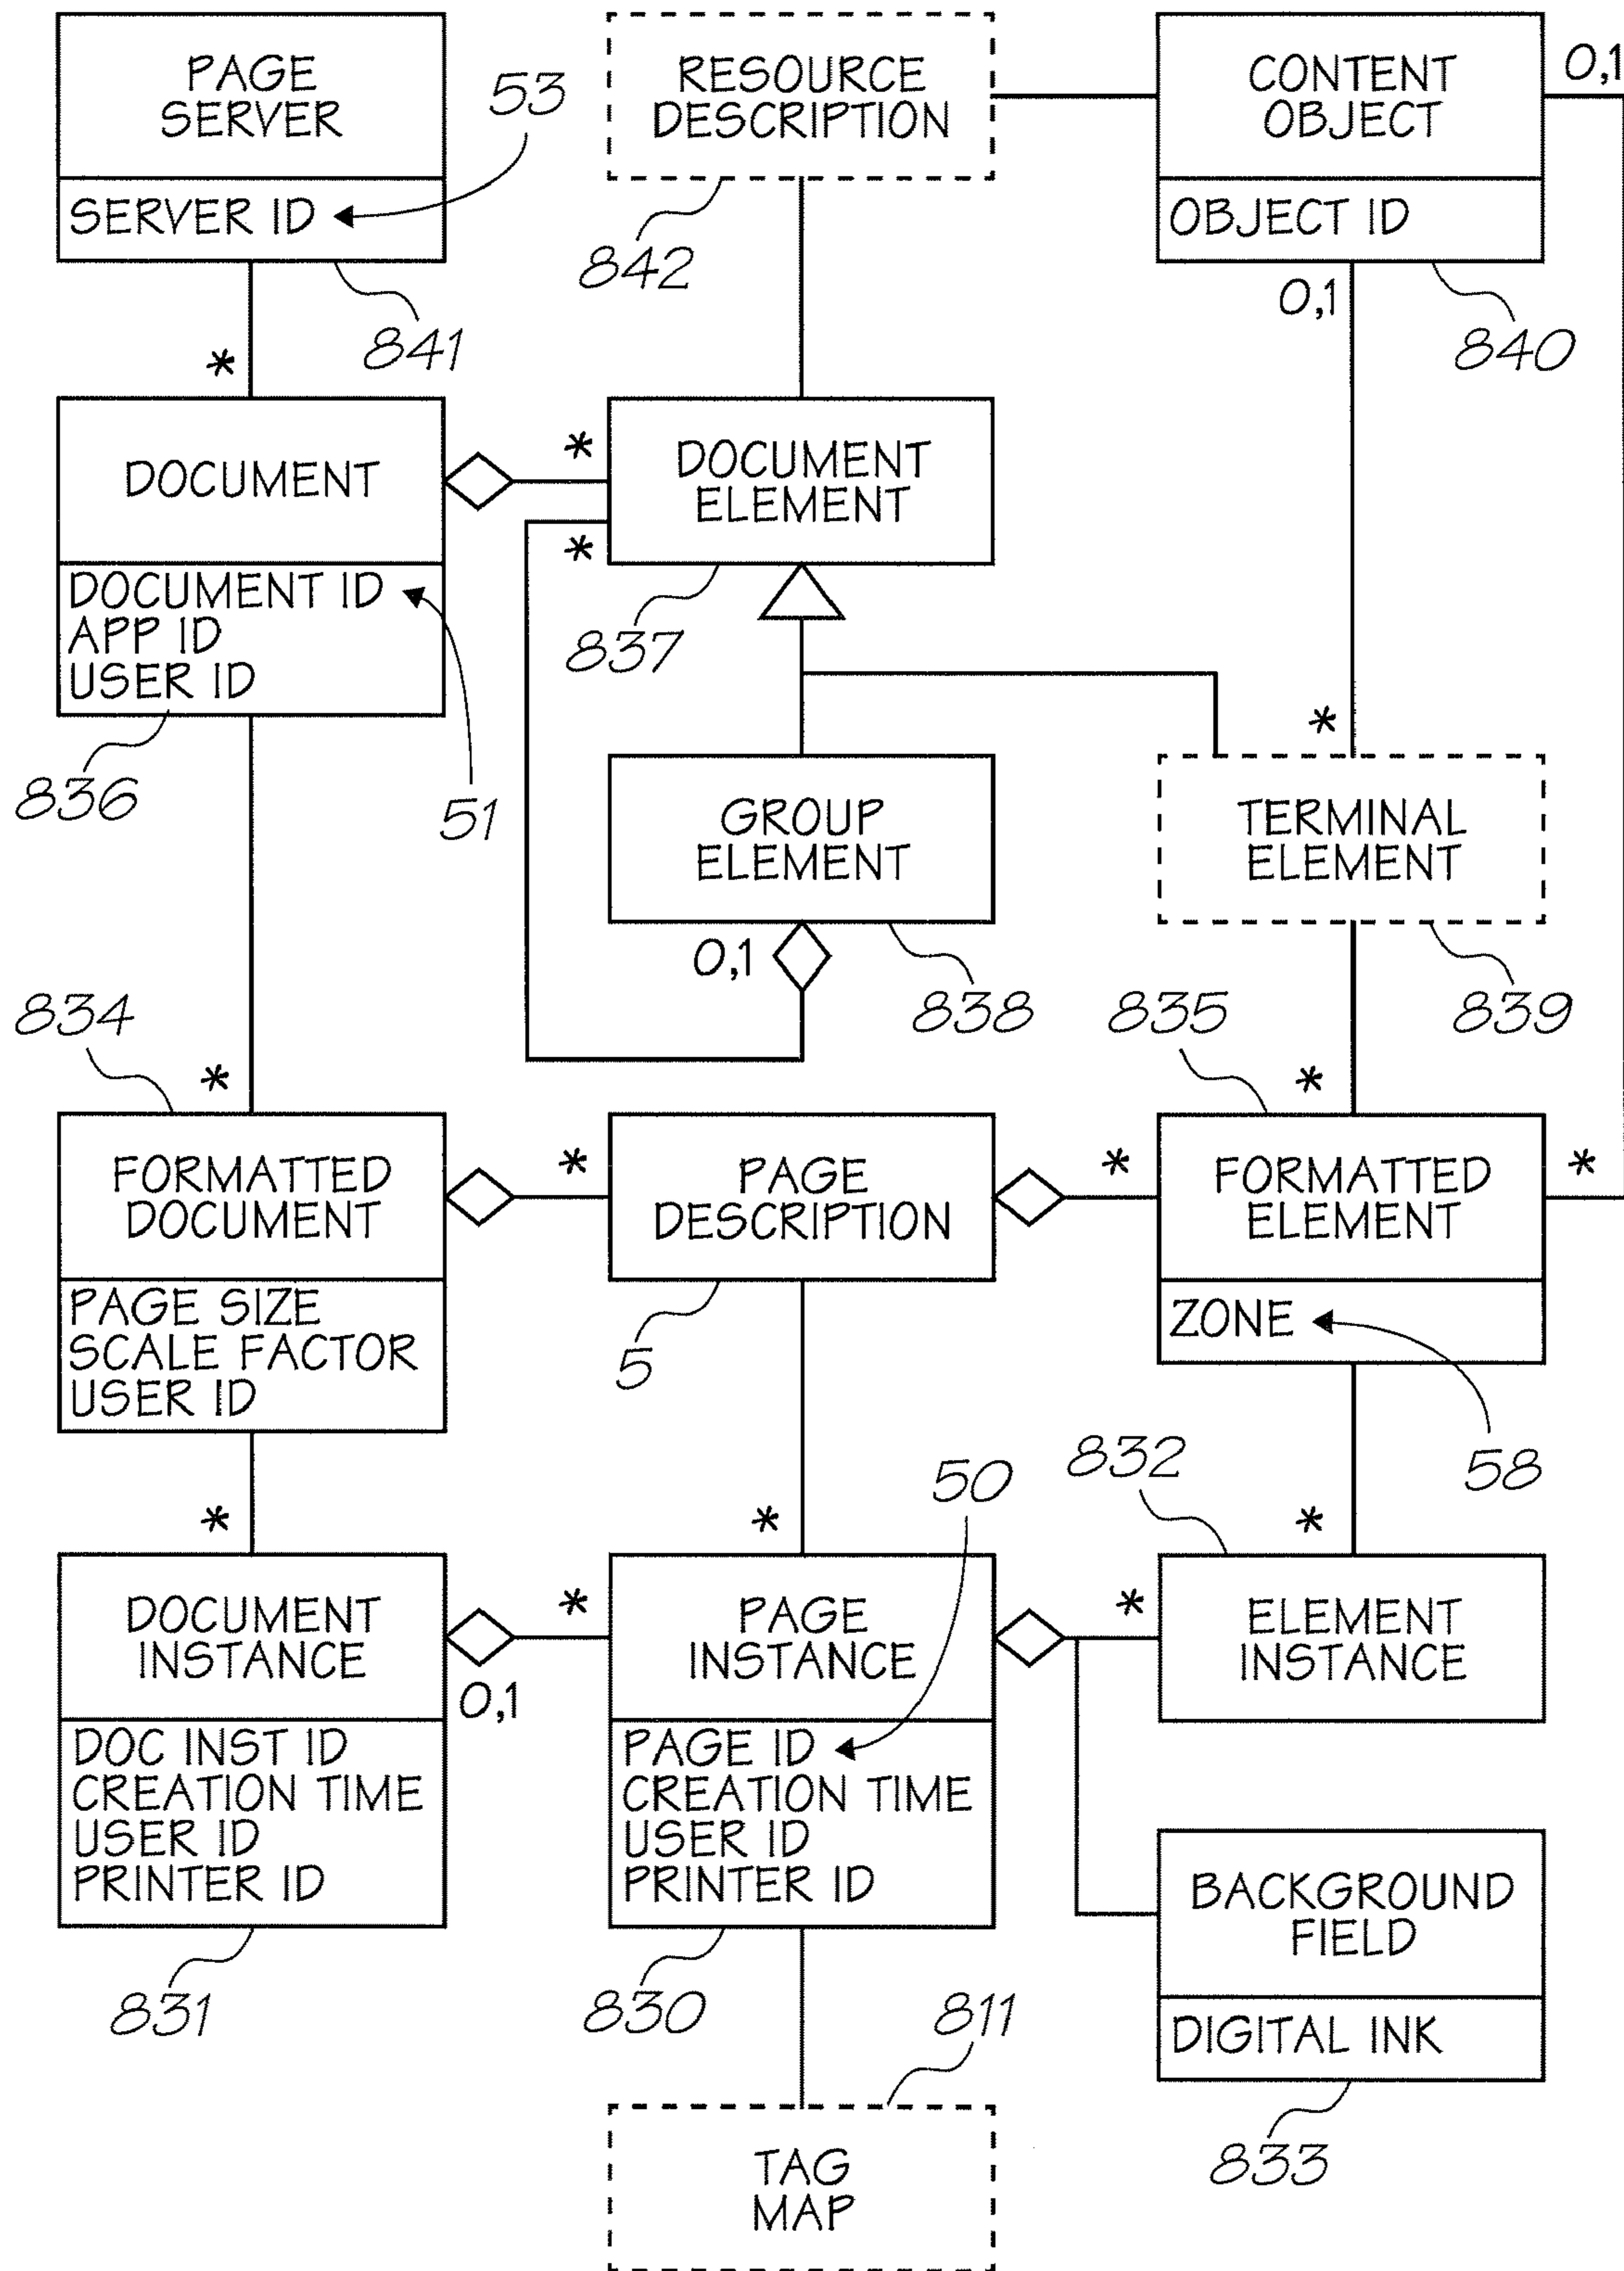 PAGE
SERVER
SERVER ID
53
841
RESOURCE
DESCRIPTION
842
CONTENT
OBJECT
0,1
OBJECT ID
0,1
840
*
DOCUMENT
DOCUMENT ID
APP ID
USER ID
836
51
*
DOCUMENT
ELEMENT
*
837
GROUP
ELEMENT
0,1
838
*
TERMINAL
ELEMENT
839
834
*
FORMATTED
DOCUMENT
PAGE SIZE
SCALE FACTOR
USER ID
*
PAGE
DESCRIPTION
5
835
*
*
FORMATTED
ELEMENT
*
ZONE
58
*
DOCUMENT
INSTANCE
0,1
DOC INST ID
CREATION TIME
USER ID
PRINTER ID
831
*
*
50
PAGE
INSTANCE
PAGE ID
CREATION TIME
USER ID
PRINTER ID
830
832
*
*
ELEMENT
INSTANCE
BACKGROUND
FIELD
DIGITAL INK
833
811
TAG
MAP